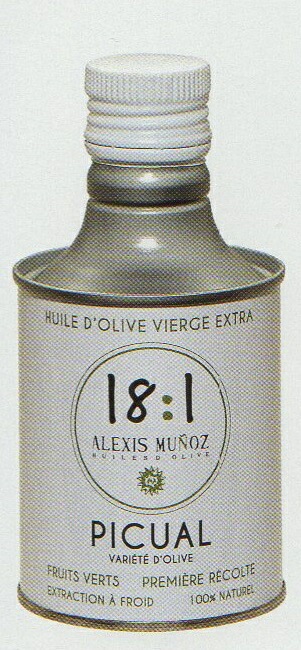 HUILE D'OLIVE VIERGE EXTRA
18:1
ALEXIS MUÑOZ
HUILES D OLIVE
PICUAL
VARIÉTÉ D'OLIVE
FRUITS VERTS PREMIÈRE RÉCOLTE
EXTRACTION À FROID 100% NATUREL